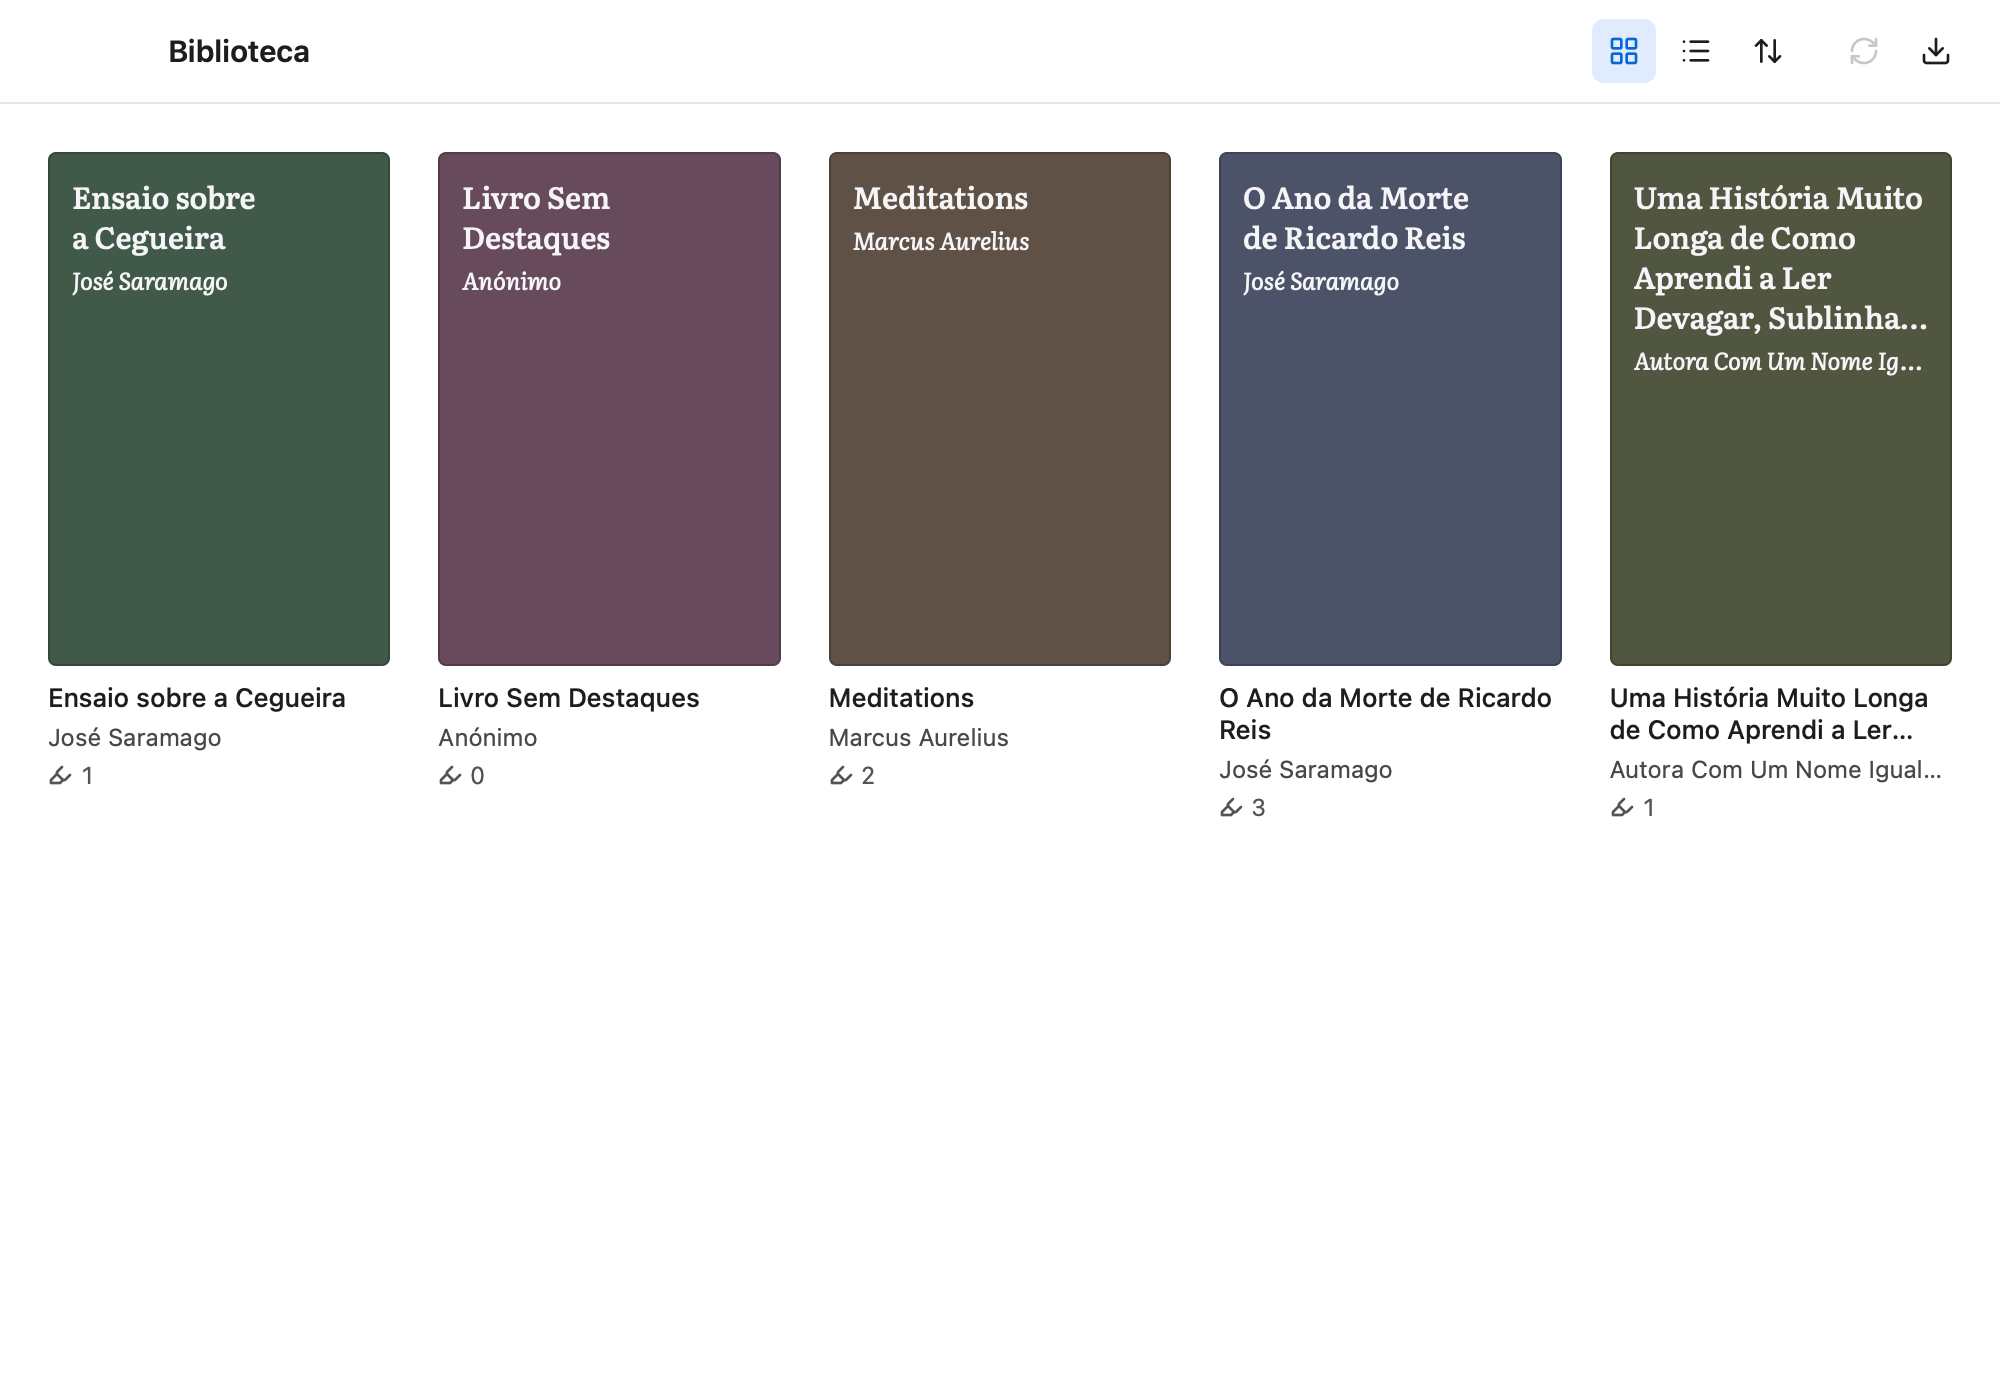 Biblioteca
Ensaio sobre
a Cegueira
José Saramago
Livro Sem
Destaques
Anónimo
Meditations
Marcus Aurelius
O Ano da Morte
de Ricardo Reis
José Saramago
Uma História Muito
Longa de Como
Aprendi a Ler
Devagar, Sublinha...
Autora Com Um Nome Ig...
Ensaio sobre a Cegueira
José Saramago
1
Livro Sem Destaques
Anónimo
0
Meditations
Marcus Aurelius
2
O Ano da Morte de Ricardo
Reis
José Saramago
3
Uma História Muito Longa
de Como Aprendi a Ler...
Autora Com Um Nome Igual...
1